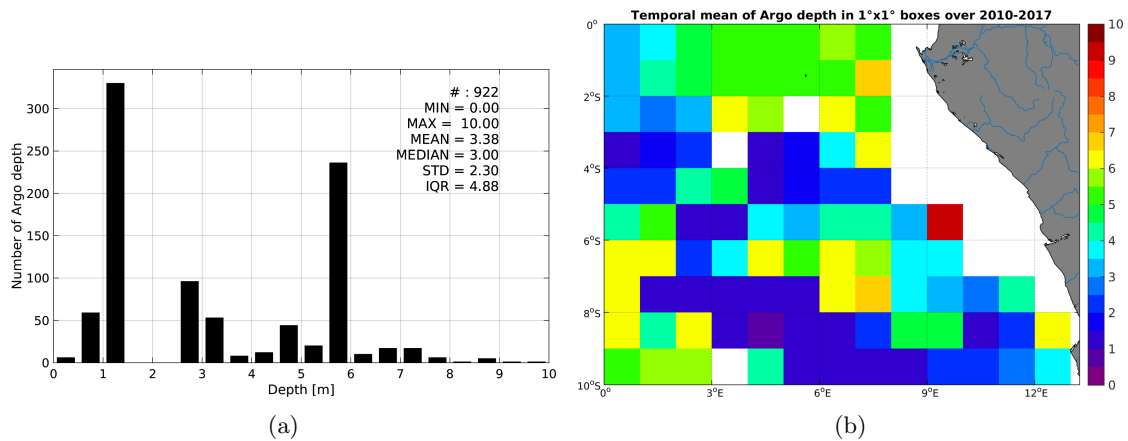 Temporal mean of Argo depth in 1°x1° boxes over 2010-2017
# : 922
MIN = 0.00
MAX = 10.00
MEAN = 3.38
MEDIAN = 3.00
STD = 2.30
IQR = 4.88
Number of Argo depth
300
250
200
150
100
50
0
0 1 2 3 4 5 6 7 8 9 10
Depth [m]
(a)
0°
2°S
4°S
6°S
8°S
10°S
0° 3°E 6°E 9°E 12°E
10
9
8
7
6
5
4
3
2
1
0
(b)